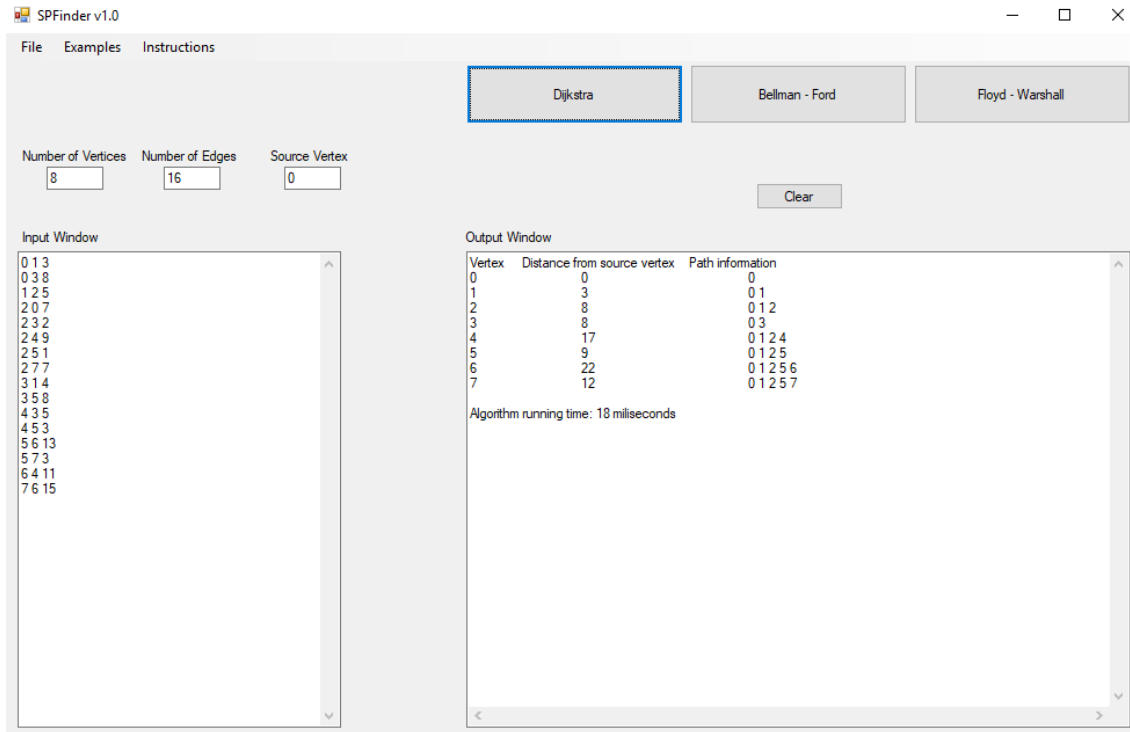 SPFinder v1.0
File Examples Instructions
Dijkstra Bellman - Ford Floyd - Warshall
Number of Vertices Number of Edges Source Vertex
8 16 0
Clear
Input Window
0 1 3
0 3 8
1 2 5
2 0 7
2 3 2
2 4 9
2 5 1
2 7 7
3 1 4
3 5 8
4 3 5
4 5 3
5 6 13
5 7 3
6 4 11
7 6 15
Output Window
Vertex Distance from source vertex Path information
0 0 0
1 3 0 1
2 8 0 1 2
3 8 0 3
4 17 0 1 2 4
5 9 0 1 2 5
6 22 0 1 2 5 6
7 12 0 1 2 5 7
Algorithm running time: 18 miliseconds